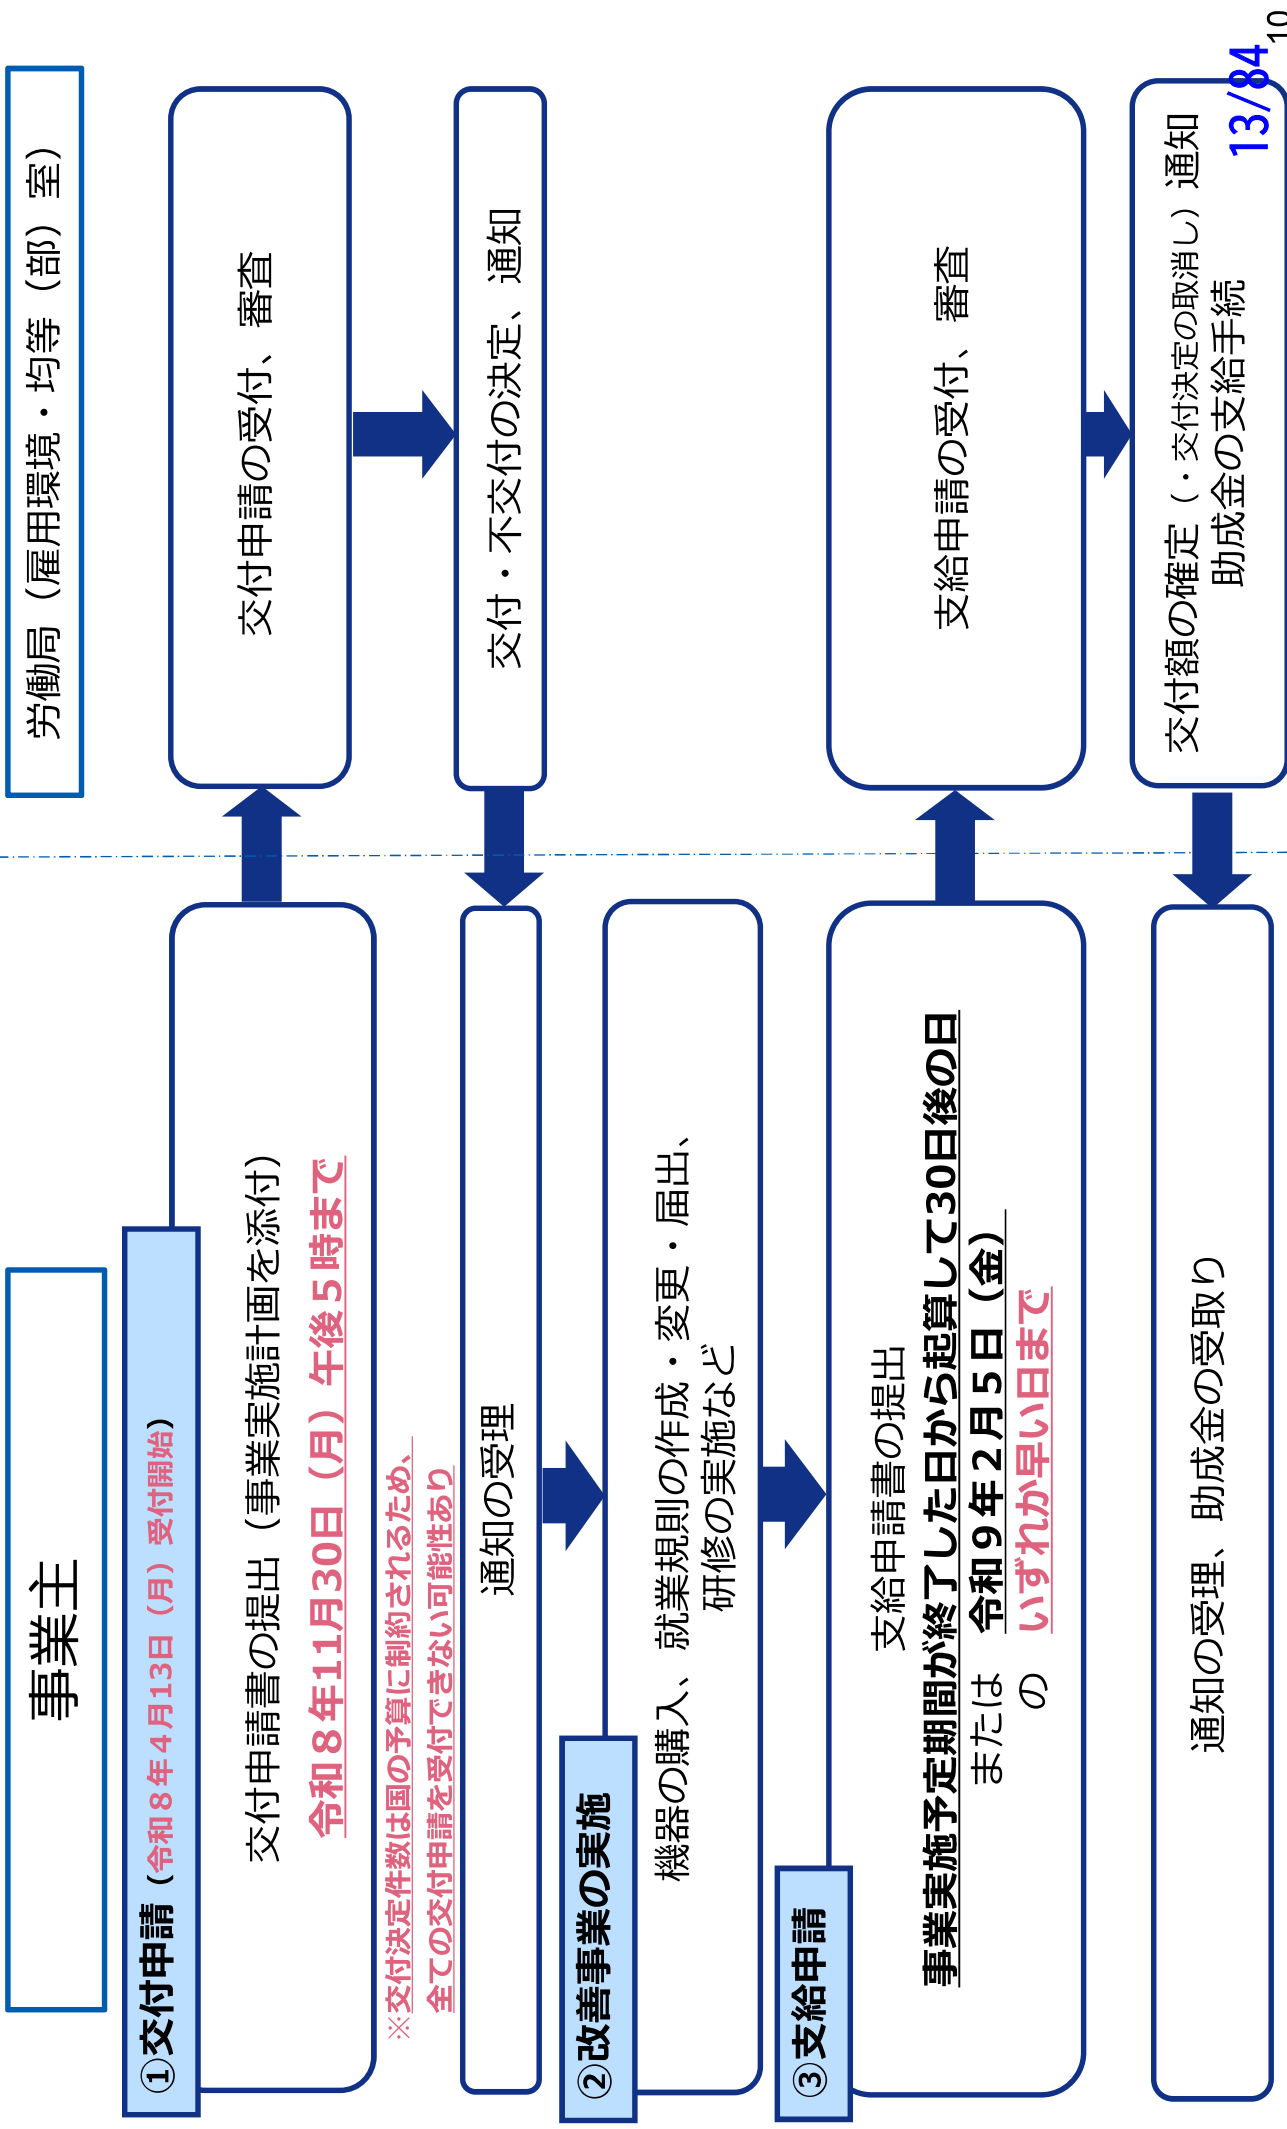 事業主
労働局（雇用環境・均等（部）室）
①交付申請（令和８年４月13日（月）受付開始）
交付申請書の提出（事業実施計画を添付）
令和８年11月30日（月）午後５時まで
※交付決定件数は国の予算に制約されるため、
全ての交付申請を受付できない可能性あり
交付申請の受付、審査
交付・不交付の決定、通知
通知の受理
②改善事業の実施
機器の購入、就業規則の作成・変更・届出、
研修の実施など
③支給申請
支給申請書の提出
事業実施予定期間が終了した日から起算して30日後の日
または　令和９年２月５日（金）
の　いずれか早い日まで
支給申請の受付、審査
交付額の確定（・交付決定の取消し）通知
助成金の支給手続
通知の受理、助成金の受取り
13/84
10